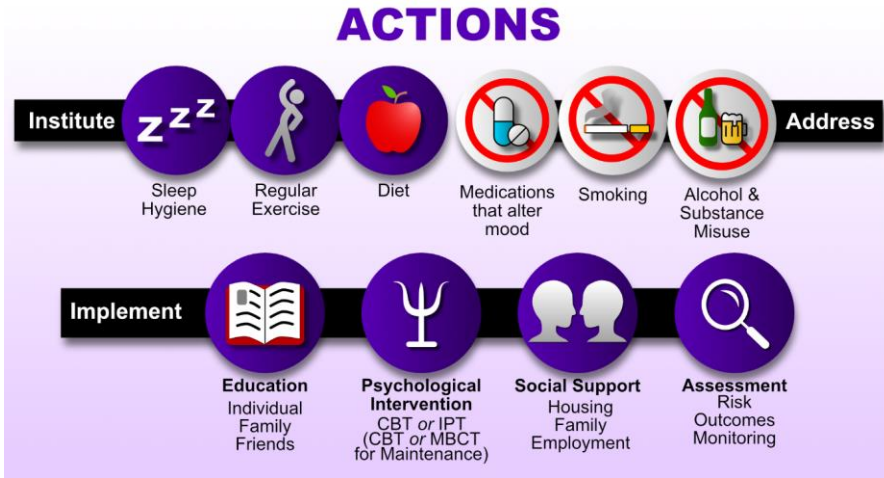 ACTIONS
Institute
z z z
Sleep
Hygiene
Regular
Exercise
Diet
Medications
that alter
mood
Smoking
Alcohol &
Substance
Misuse
Address
Implement
Education
Individual
Family
Friends
Psychological
Intervention
CBT or IPT
(CBT or MBCT
for Maintenance)
Social Support
Housing
Family
Employment
Assessment
Risk
Outcomes
Monitoring